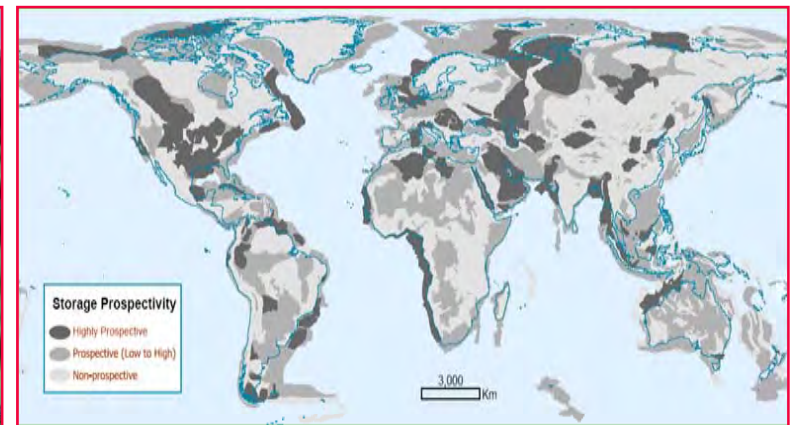 Storage Prospectivity
Highly Prospective
Prospective (Low to High)
Non-prospective
3,000
Km